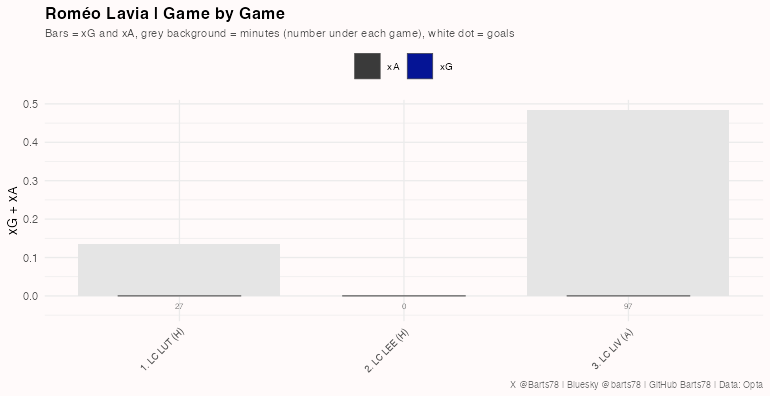 Roméo Lavia | Game by Game
Bars = xG and xA, grey background = minutes (number under each game), white dot = goals
xA xG
xG + xA
0.5
0.4
0.3
0.2
0.1
0.0
27 0 97
1. LC LUT (H) 2. LC LEE (H) 3. LC LIV (A)
X @Barts78 | Bluesky @barts78 | GitHub Barts78 | Data: Opta